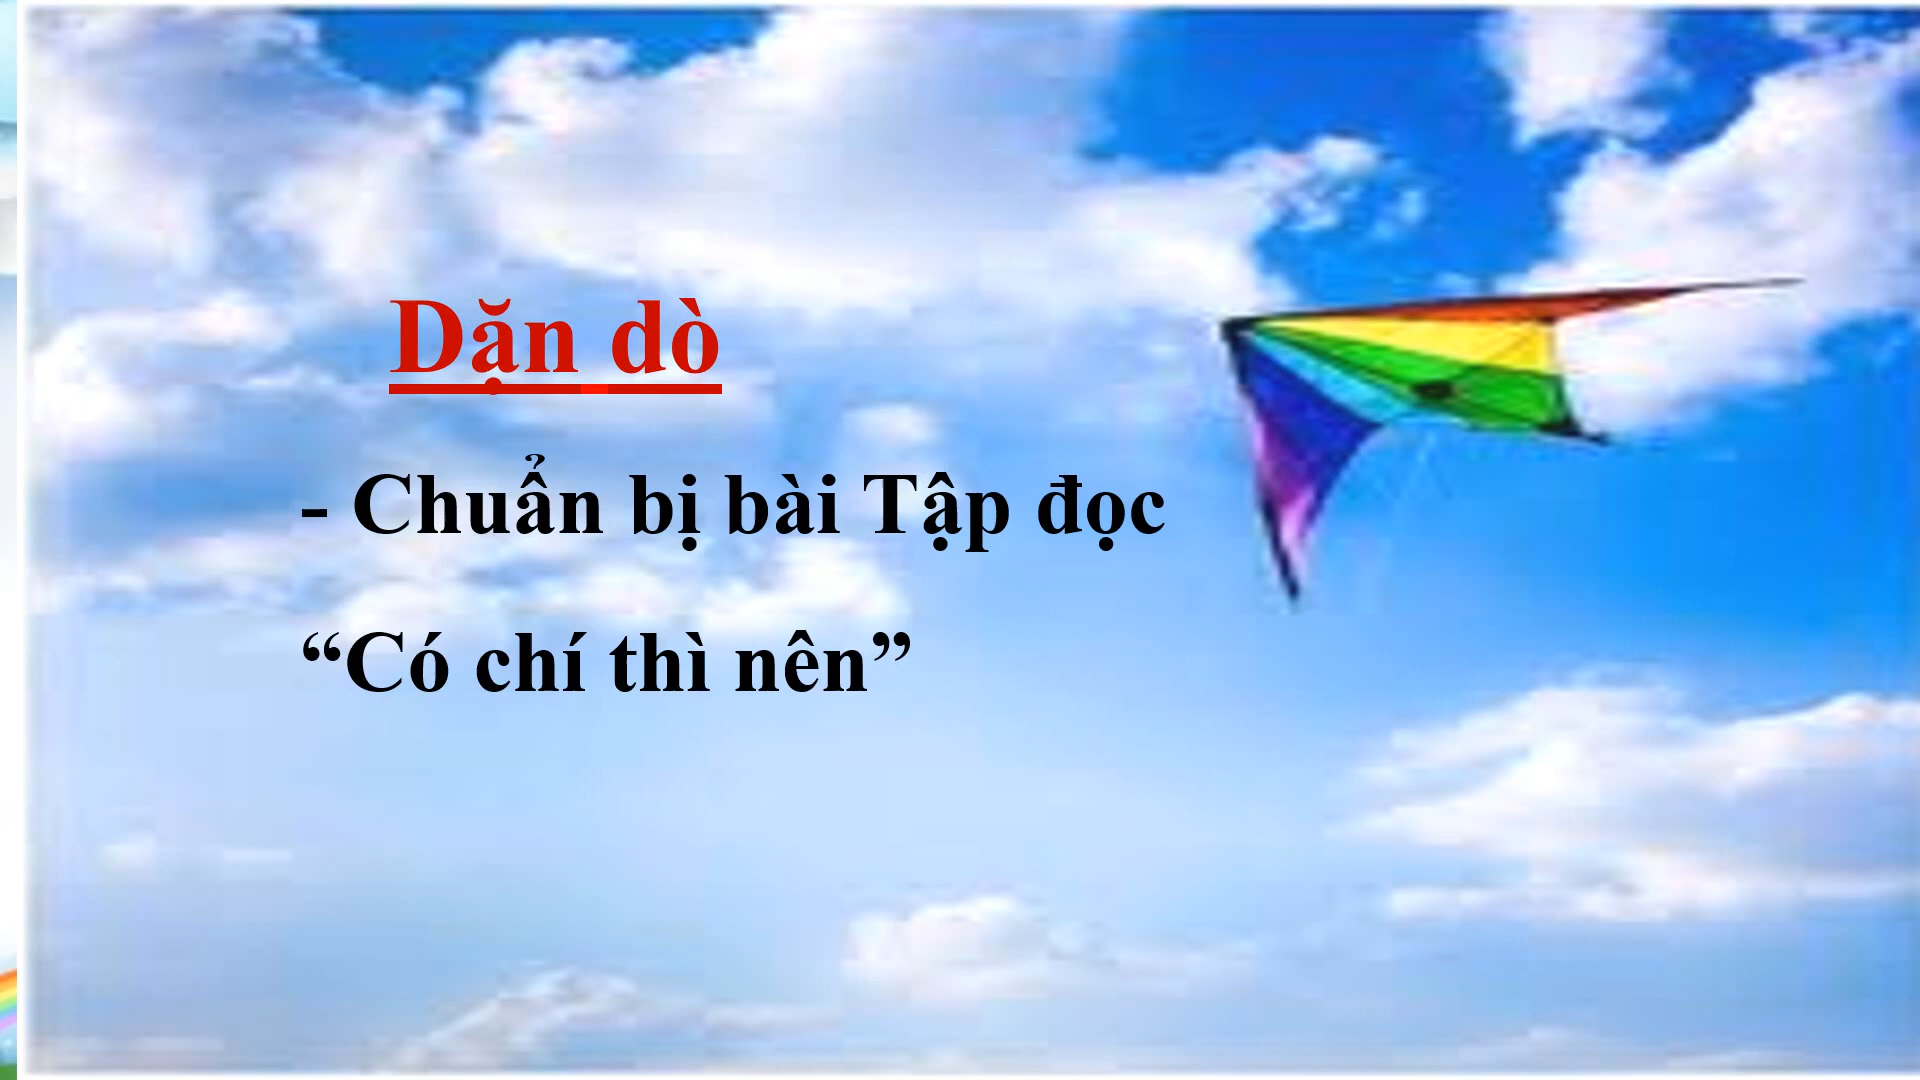 Dặn dò
- Chuẩn bị bài Tập đọc
“Có chí thì nên”